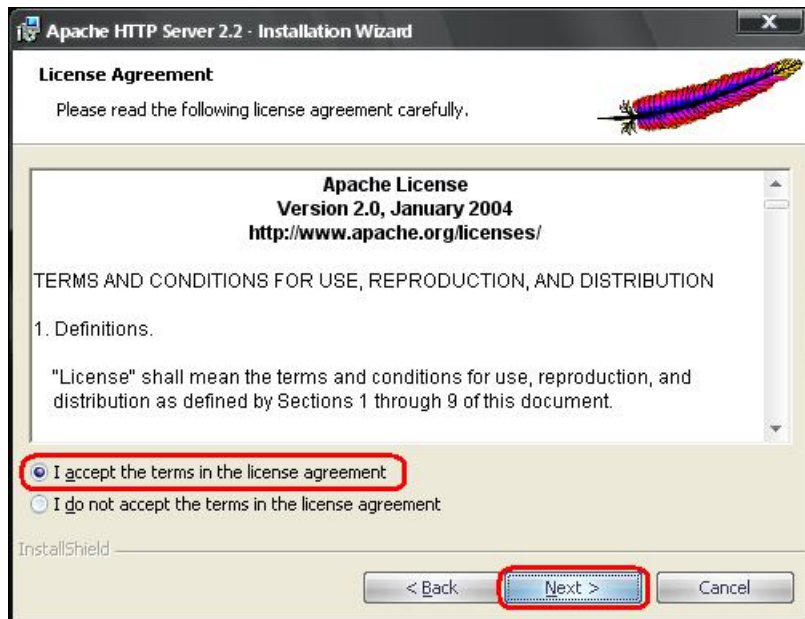 Apache HTTP Server 2.2 - Installation Wizard
X
License Agreement
Please read the following license agreement carefully.
Apache License
Version 2.0, January 2004
http://www.apache.org/licenses/
TERMS AND CONDITIONS FOR USE, REPRODUCTION, AND DISTRIBUTION
1. Definitions.
"License" shall mean the terms and conditions for use, reproduction, and
distribution as defined by Sections 1 through 9 of this document.
I accept the terms in the license agreement
I do not accept the terms in the license agreement
InstallShield
< Back Next > Cancel